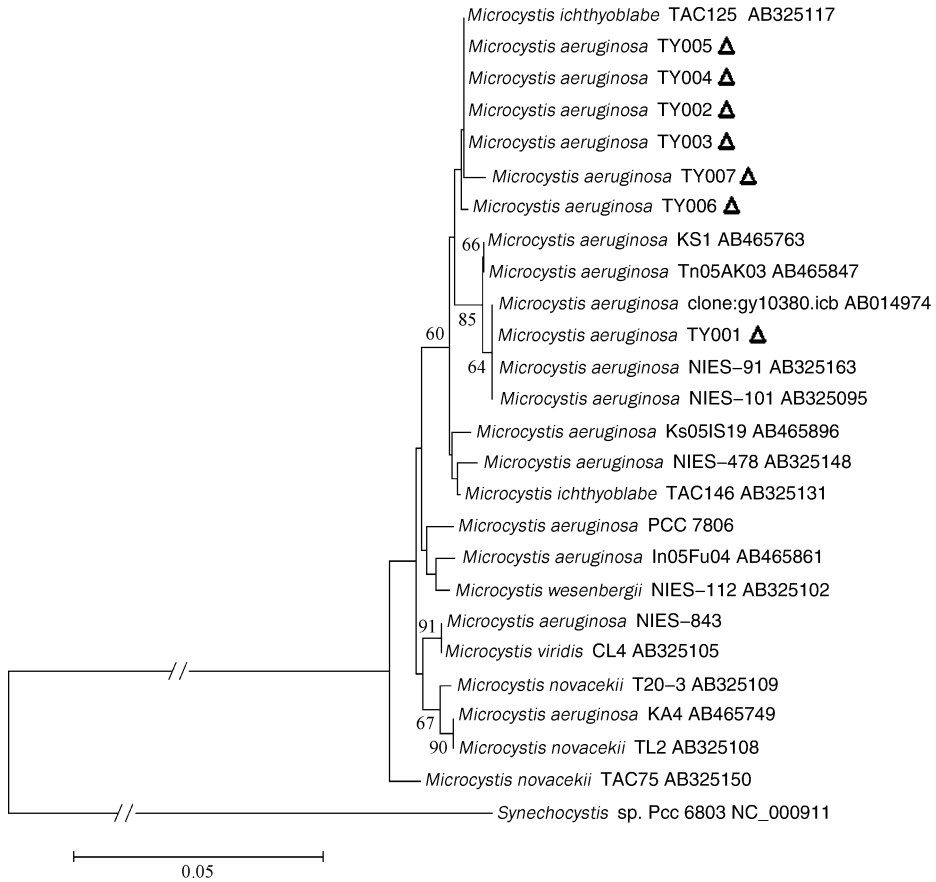 Microcystis ichthyoblabe TAC125 AB325117
Microcystis aeruginosa TY005 Δ
Microcystis aeruginosa TY004 Δ
Microcystis aeruginosa TY002 Δ
Microcystis aeruginosa TY003 Δ
Microcystis aeruginosa TY007 Δ
Microcystis aeruginosa TY006 Δ
66
Microcystis aeruginosa KS1 AB465763
Microcystis aeruginosa Tn05AK03 AB465847
Microcystis aeruginosa clone:gy10380.icb AB014974
85
60
Microcystis aeruginosa TY001 Δ
64
Microcystis aeruginosa NIES−91 AB325163
Microcystis aeruginosa NIES−101 AB325095
Microcystis aeruginosa Ks05IS19 AB465896
Microcystis aeruginosa NIES−478 AB325148
Microcystis ichthyoblabe TAC146 AB325131
Microcystis aeruginosa PCC 7806
Microcystis aeruginosa In05Fu04 AB465861
Microcystis wesenbergii NIES−112 AB325102
91
Microcystis aeruginosa NIES−843
Microcystis viridis CL4 AB325105
Microcystis novacekii T20−3 AB325109
67
Microcystis aeruginosa KA4 AB465749
90
Microcystis novacekii TL2 AB325108
Microcystis novacekii TAC75 AB325150
Synechocystis sp. Pcc 6803 NC_000911
0.05